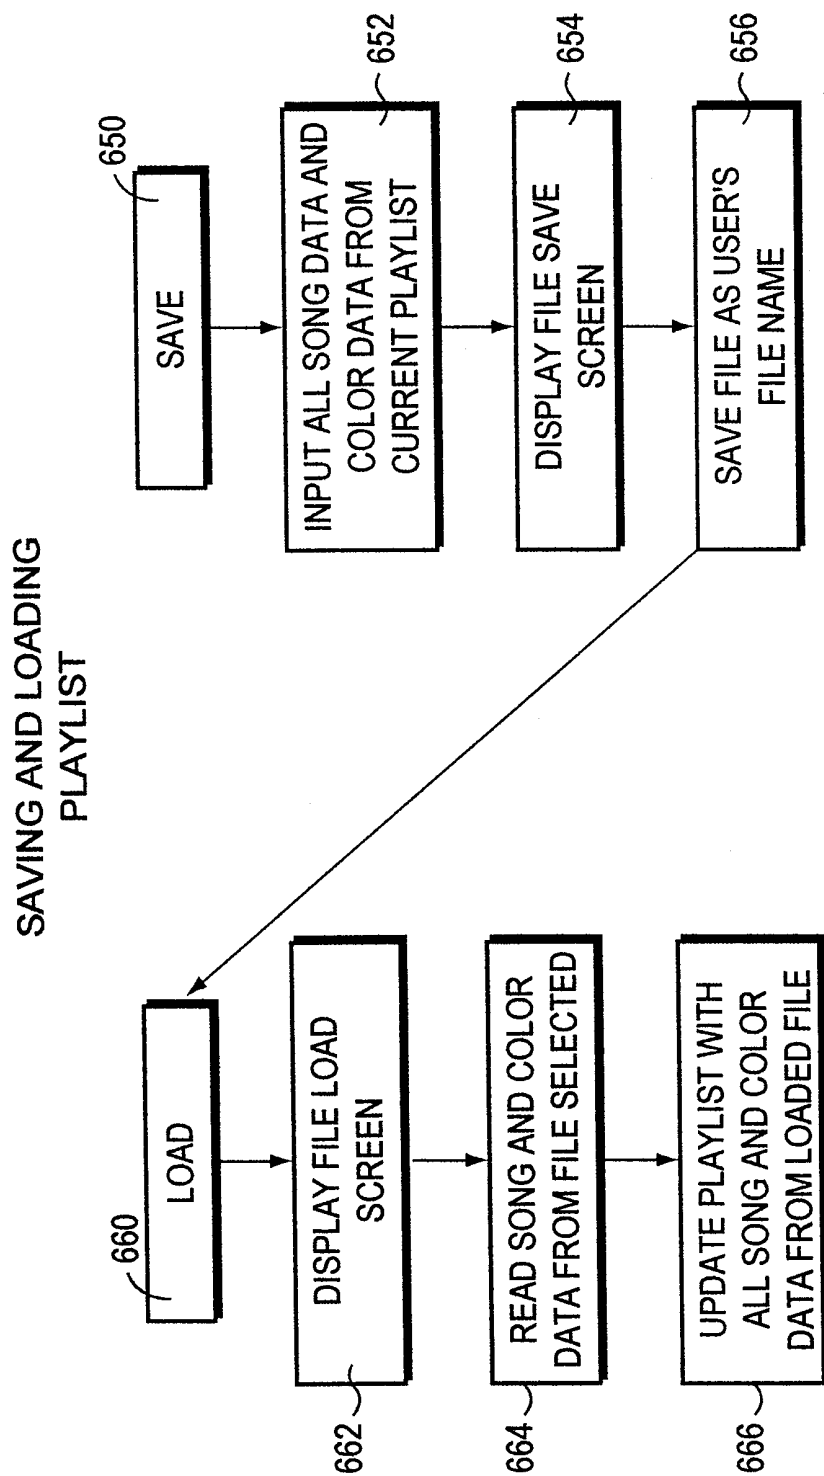 SAVING AND LOADING
PLAYLIST
660
LOAD
662
DISPLAY FILE LOAD
SCREEN
664
READ SONG AND COLOR
DATA FROM FILE SELECTED
666
UPDATE PLAYLIST WITH
ALL SONG AND COLOR
DATA FROM LOADED FILE
650
SAVE
652
INPUT ALL SONG DATA AND
COLOR DATA FROM
CURRENT PLAYLIST
654
DISPLAY FILE SAVE
SCREEN
656
SAVE FILE AS USER'S
FILE NAME